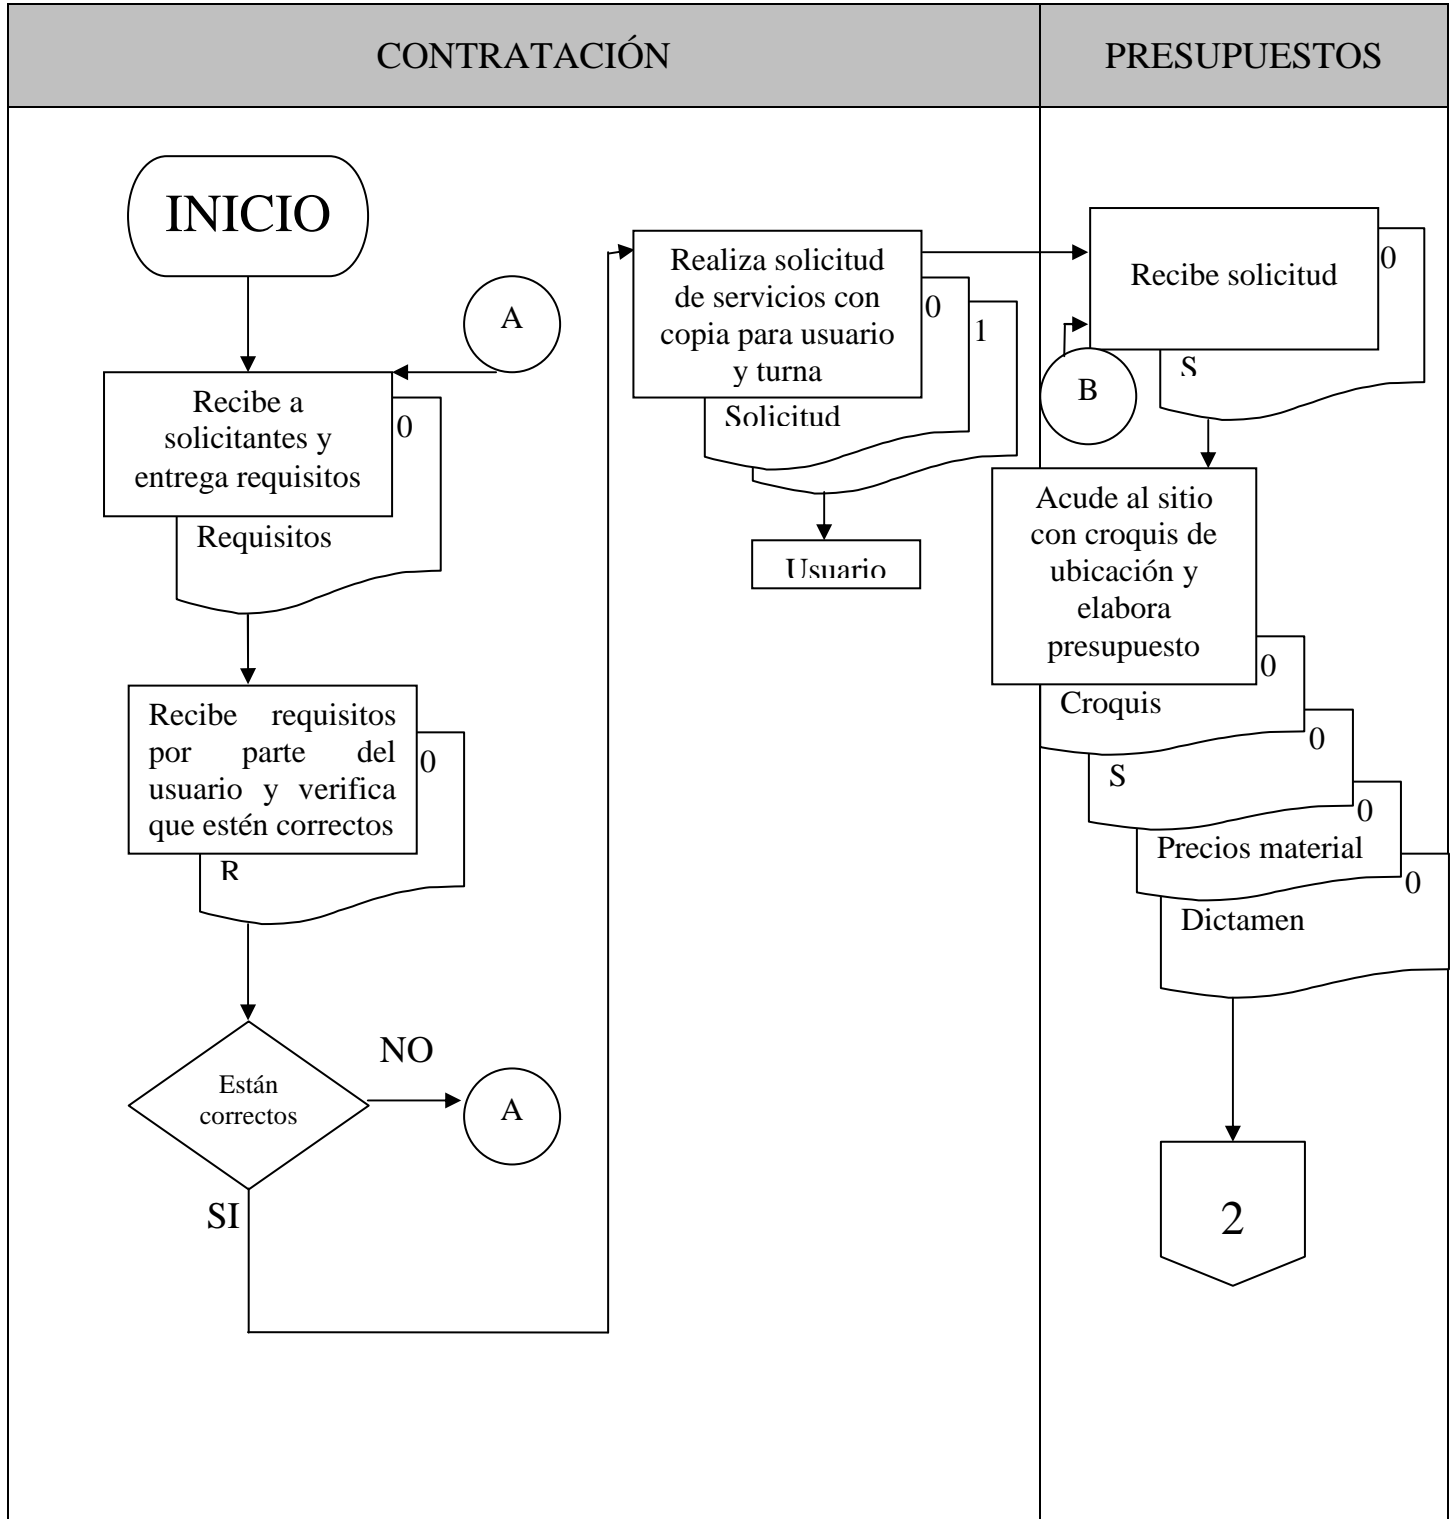 CONTRATACIÓN
PRESUPUESTOS
INICIO
A
Recibe a
solicitantes y
entrega requisitos
0
Requisitos
Recibe requisitos
por parte del
usuario y verifica
que estén correctos
0
R
Están
correctos
NO
A
SI
Realiza solicitud
de servicios con
copia para usuario
y turna
0
1
Solicitud
Usuario
Recibe solicitud
0
S
B
Acude al sitio
con croquis de
ubicación y
elabora
presupuesto
0
Croquis
0
S
0
Precios material
0
Dictamen
2